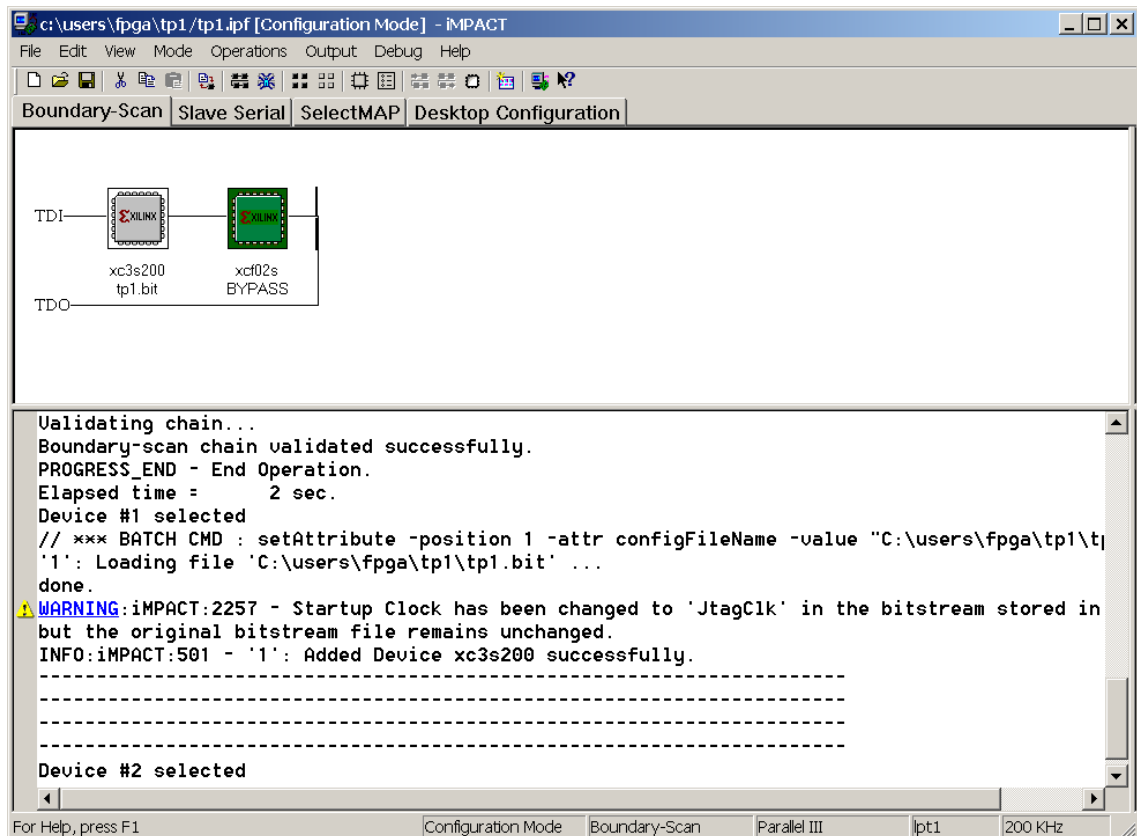 c:\users\fpga\tp1/tp1.ipf [Configuration Mode] - iMPACT
File Edit View Mode Operations Output Debug Help
Boundary-Scan Slave Serial SelectMAP Desktop Configuration
TDI
XILINX XILINX
xc3s200 xcf02s
tp1.bit BYPASS
TDO
Validating chain...
Boundary-scan chain validated successfully.
PROGRESS_END - End Operation.
Elapsed time =      2 sec.
Device #1 selected
// *** BATCH CMD : setAttribute -position 1 -attr configFileName -value "C:\users\fpga\tp1\t
'1': Loading file 'C:\users\fpga\tp1\tp1.bit' ...
done.
WARNING:iMPACT:2257 - Startup Clock has been changed to 'JtagClk' in the bitstream stored in
but the original bitstream file remains unchanged.
INFO:iMPACT:501 - '1': Added Device xc3s200 successfully.
----------------------------------------------------------------------
----------------------------------------------------------------------
----------------------------------------------------------------------
----------------------------------------------------------------------
Device #2 selected
For Help, press F1 Configuration Mode Boundary-Scan Parallel III lpt1 200 KHz